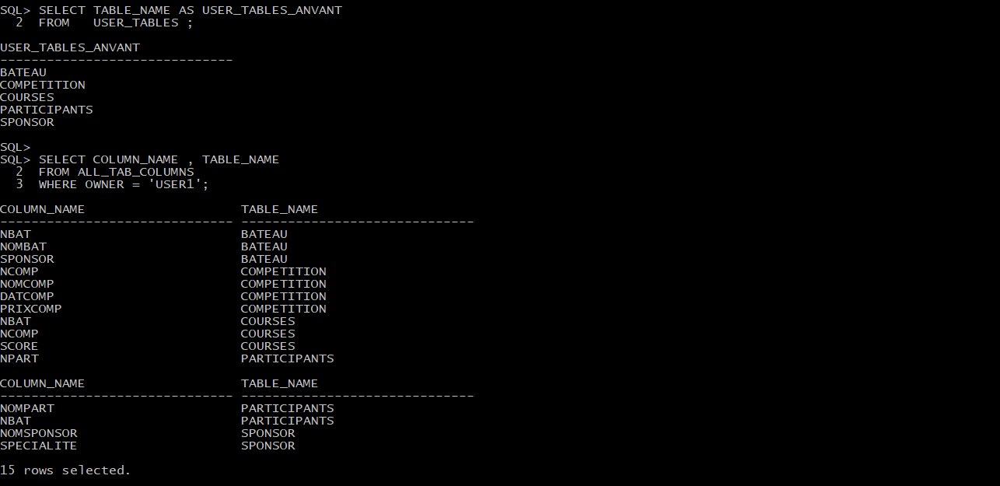 SQL> SELECT TABLE_NAME AS USER_TABLES_ANVANT
  2  FROM   USER_TABLES ;
USER_TABLES_ANVANT
------------------------------
BATEAU
COMPETITION
COURSES
PARTICIPANTS
SPONSOR
SQL>
SQL> SELECT COLUMN_NAME , TABLE_NAME
  2  FROM ALL_TAB_COLUMNS
  3  WHERE OWNER = 'USER1';
COLUMN_NAME                    TABLE_NAME
------------------------------ ------------------------------
NBAT                           BATEAU
NOMBAT                         BATEAU
SPONSOR                        BATEAU
NCOMP                          COMPETITION
NOMCOMP                        COMPETITION
DATCOMP                        COMPETITION
PRIXCOMP                       COMPETITION
NBAT                           COURSES
NCOMP                          COURSES
SCORE                          COURSES
NPART                          PARTICIPANTS
COLUMN_NAME                    TABLE_NAME
------------------------------ ------------------------------
NOMPART                        PARTICIPANTS
NBAT                           PARTICIPANTS
NOMSPONSOR                     SPONSOR
SPECIALITE                     SPONSOR
15 rows selected.